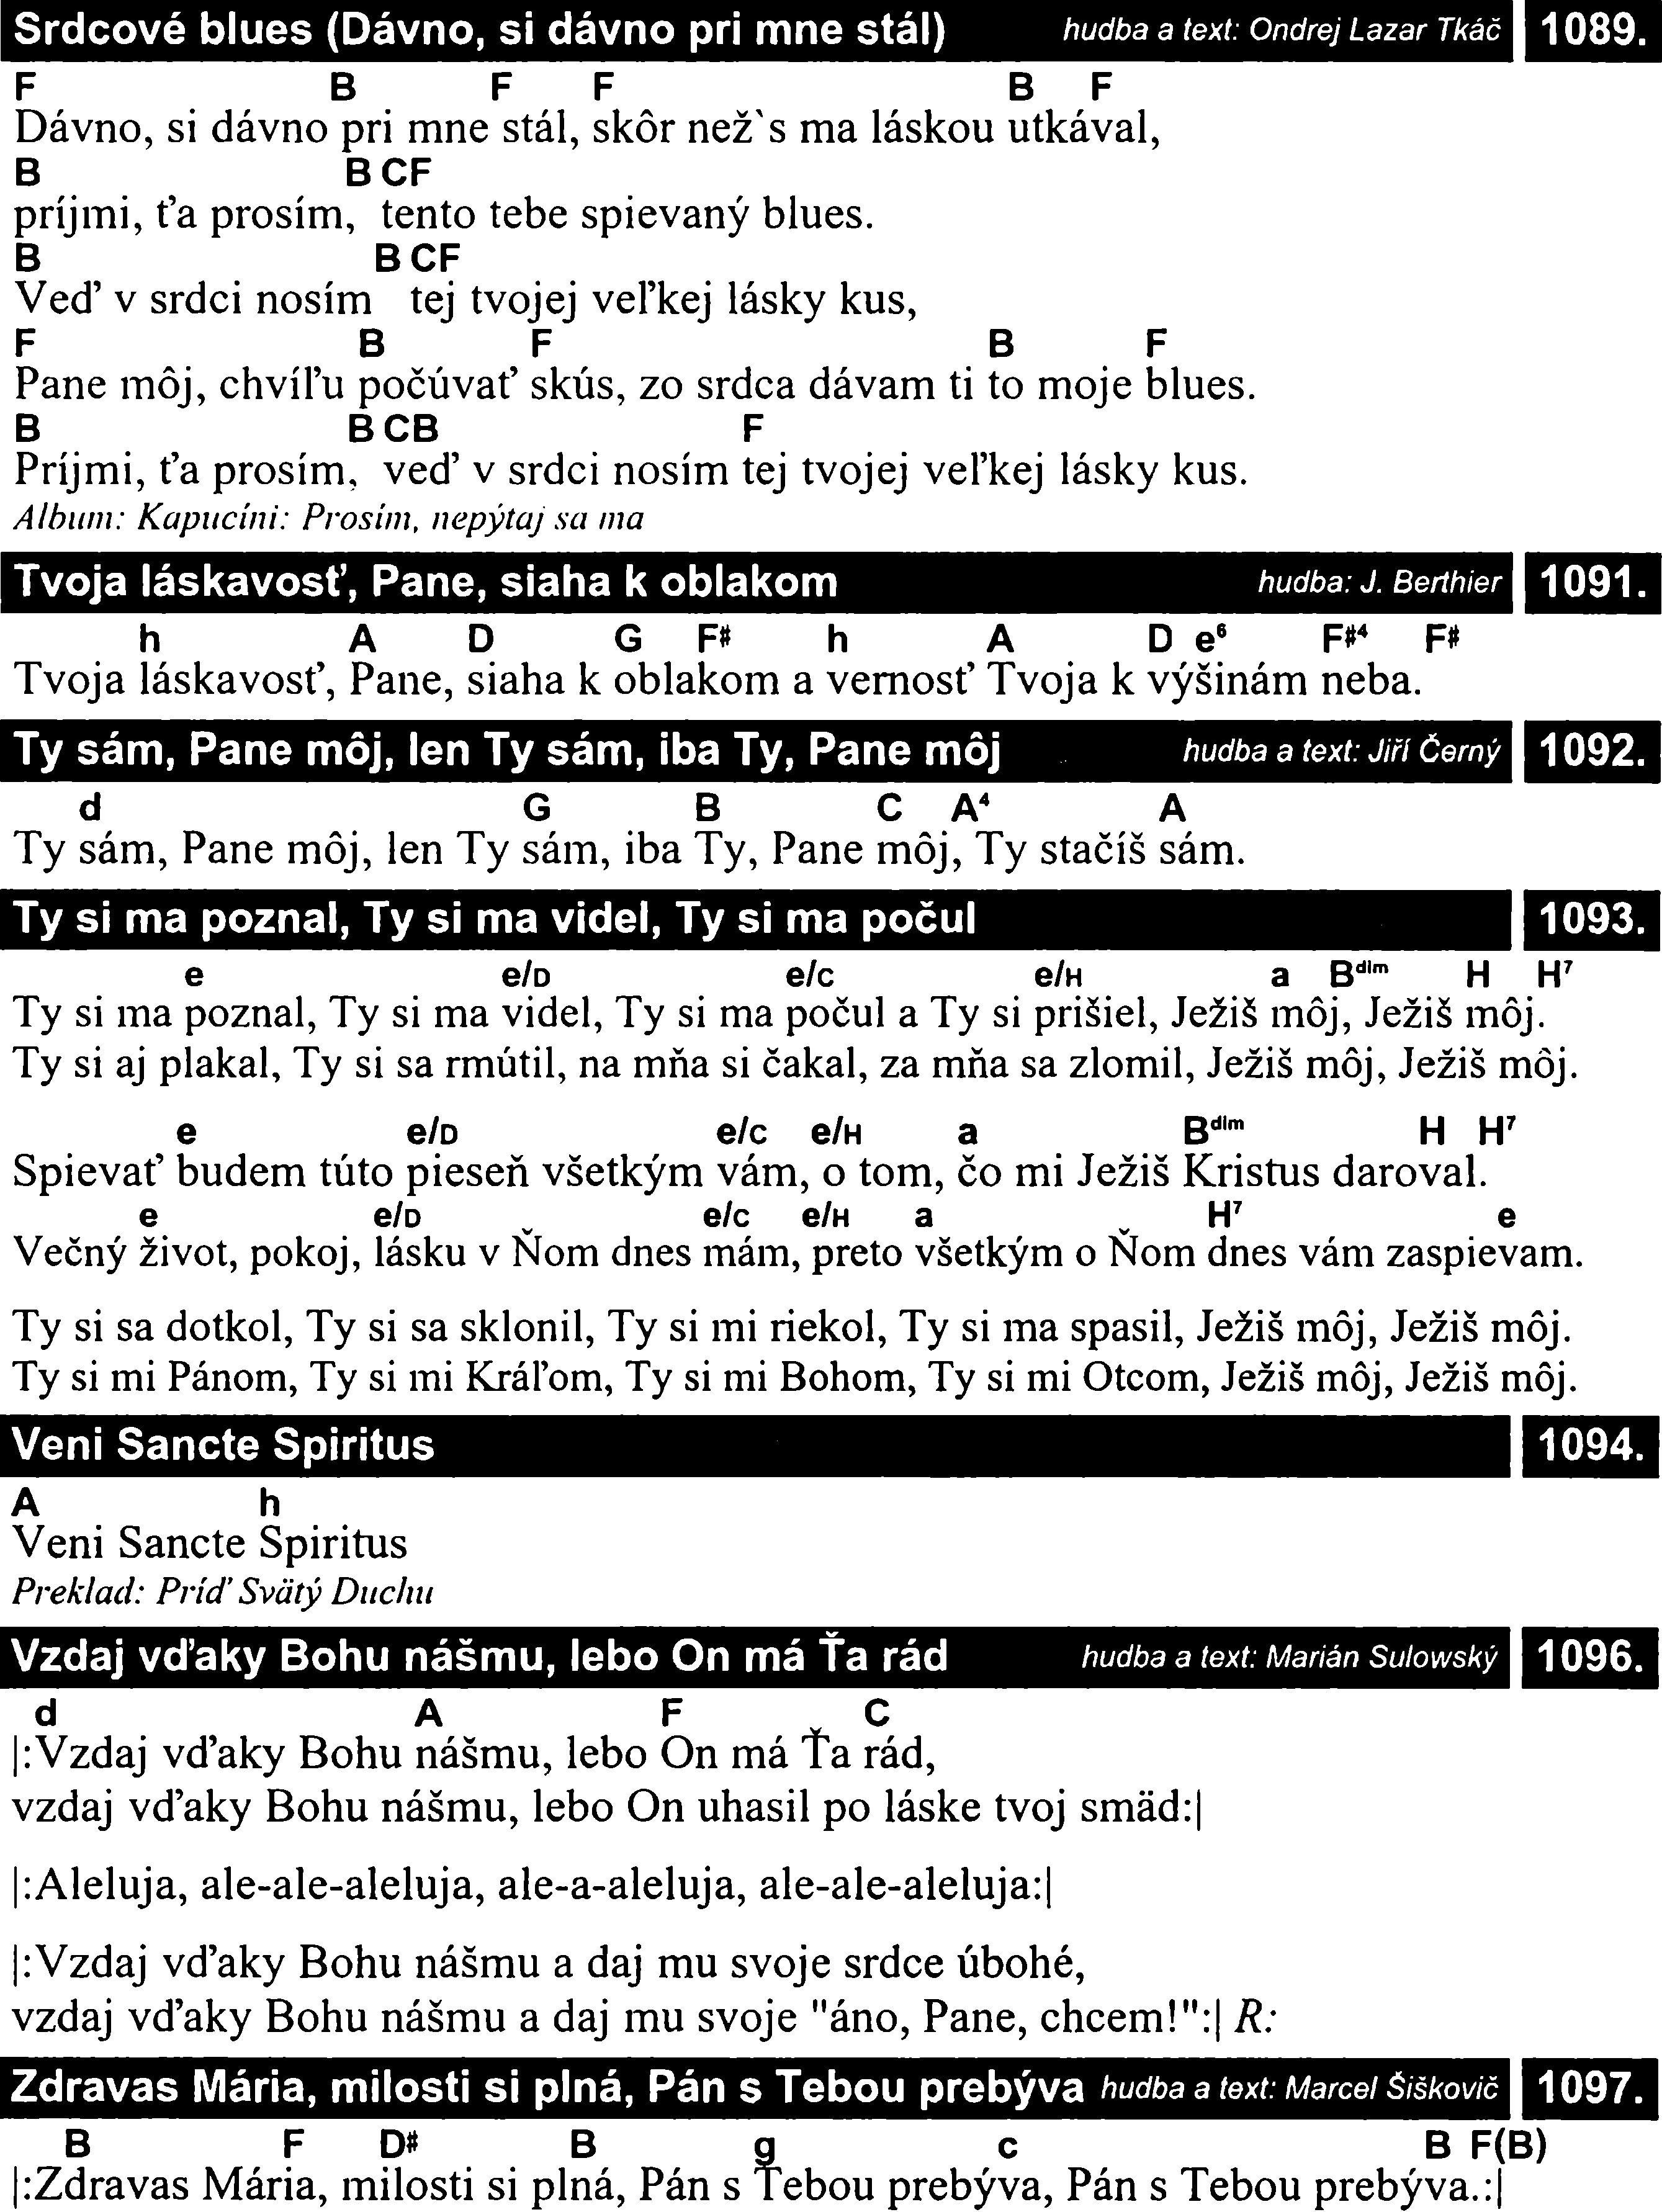 Srdcové blues (Dávno, si dávno pri mne stál) hudba a text: Ondrej Lazar Tkáč 1089.
F B F F B F
Dávno, si dávno pri mne stál, skôr než`s ma láskou utkával,
B B CF
príjmi, ťa prosím, tento tebe spievaný blues.
B B CF
Veď v srdci nosím tej tvojej veľkej lásky kus,
F B F B F
Pane môj, chvíľu počúvať skús, zo srdca dávam ti to moje blues.
B B CB F
Príjmi, ťa prosím, veď v srdci nosím tej tvojej veľkej lásky kus.
Album: Kapucíni: Prosím, nepýtaj sa ma
Tvoja láskavosť, Pane, siaha k oblakom hudba: J. Berthier 1091.
h A D G F# h A D e⁶ F#⁴ F#
Tvoja láskavosť, Pane, siaha k oblakom a vernosť Tvoja k výšinám neba.
Ty sám, Pane môj, len Ty sám, iba Ty, Pane môj hudba a text: Jiří Černý 1092.
d G B C A⁴ A
Ty sám, Pane môj, len Ty sám, iba Ty, Pane môj, Ty stačíš sám.
Ty si ma poznal, Ty si ma videl, Ty si ma počul 1093.
e e/D e/C e/H a Bdim H H⁷
Ty si ma poznal, Ty si ma videl, Ty si ma počul a Ty si prišiel, Ježiš môj, Ježiš môj.
Ty si aj plakal, Ty si sa rmútil, na mňa si čakal, za mňa sa zlomil, Ježiš môj, Ježiš môj.
e e/D e/C e/H a Bdim H H⁷
Spievať budem túto pieseň všetkým vám, o tom, čo mi Ježiš Kristus daroval.
e e/D e/C e/H a H⁷ e
Večný život, pokoj, lásku v Ňom dnes mám, preto všetkým o Ňom dnes vám zaspievam.
Ty si sa dotkol, Ty si sa sklonil, Ty si mi riekol, Ty si ma spasil, Ježiš môj, Ježiš môj.
Ty si mi Pánom, Ty si mi Kráľom, Ty si mi Bohom, Ty si mi Otcom, Ježiš môj, Ježiš môj.
Veni Sancte Spiritus 1094.
A h
Veni Sancte Spiritus
Preklad: Príď Svätý Duchu
Vzdaj vďaky Bohu nášmu, lebo On má Ťa rád hudba a text: Marián Sulowský 1096.
d A F C
|:Vzdaj vďaky Bohu nášmu, lebo On má Ťa rád,
vzdaj vďaky Bohu nášmu, lebo On uhasil po láske tvoj smäd:|
|:Aleluja, ale-ale-aleluja, ale-a-aleluja, ale-ale-aleluja:|
|:Vzdaj vďaky Bohu nášmu a daj mu svoje srdce úbohé,
vzdaj vďaky Bohu nášmu a daj mu svoje "áno, Pane, chcem!":| R:
Zdravas Mária, milosti si plná, Pán s Tebou prebýva hudba a text: Marcel Šiškovič 1097.
B F D# B g c B F(B)
|:Zdravas Mária, milosti si plná, Pán s Tebou prebýva, Pán s Tebou prebýva.:|